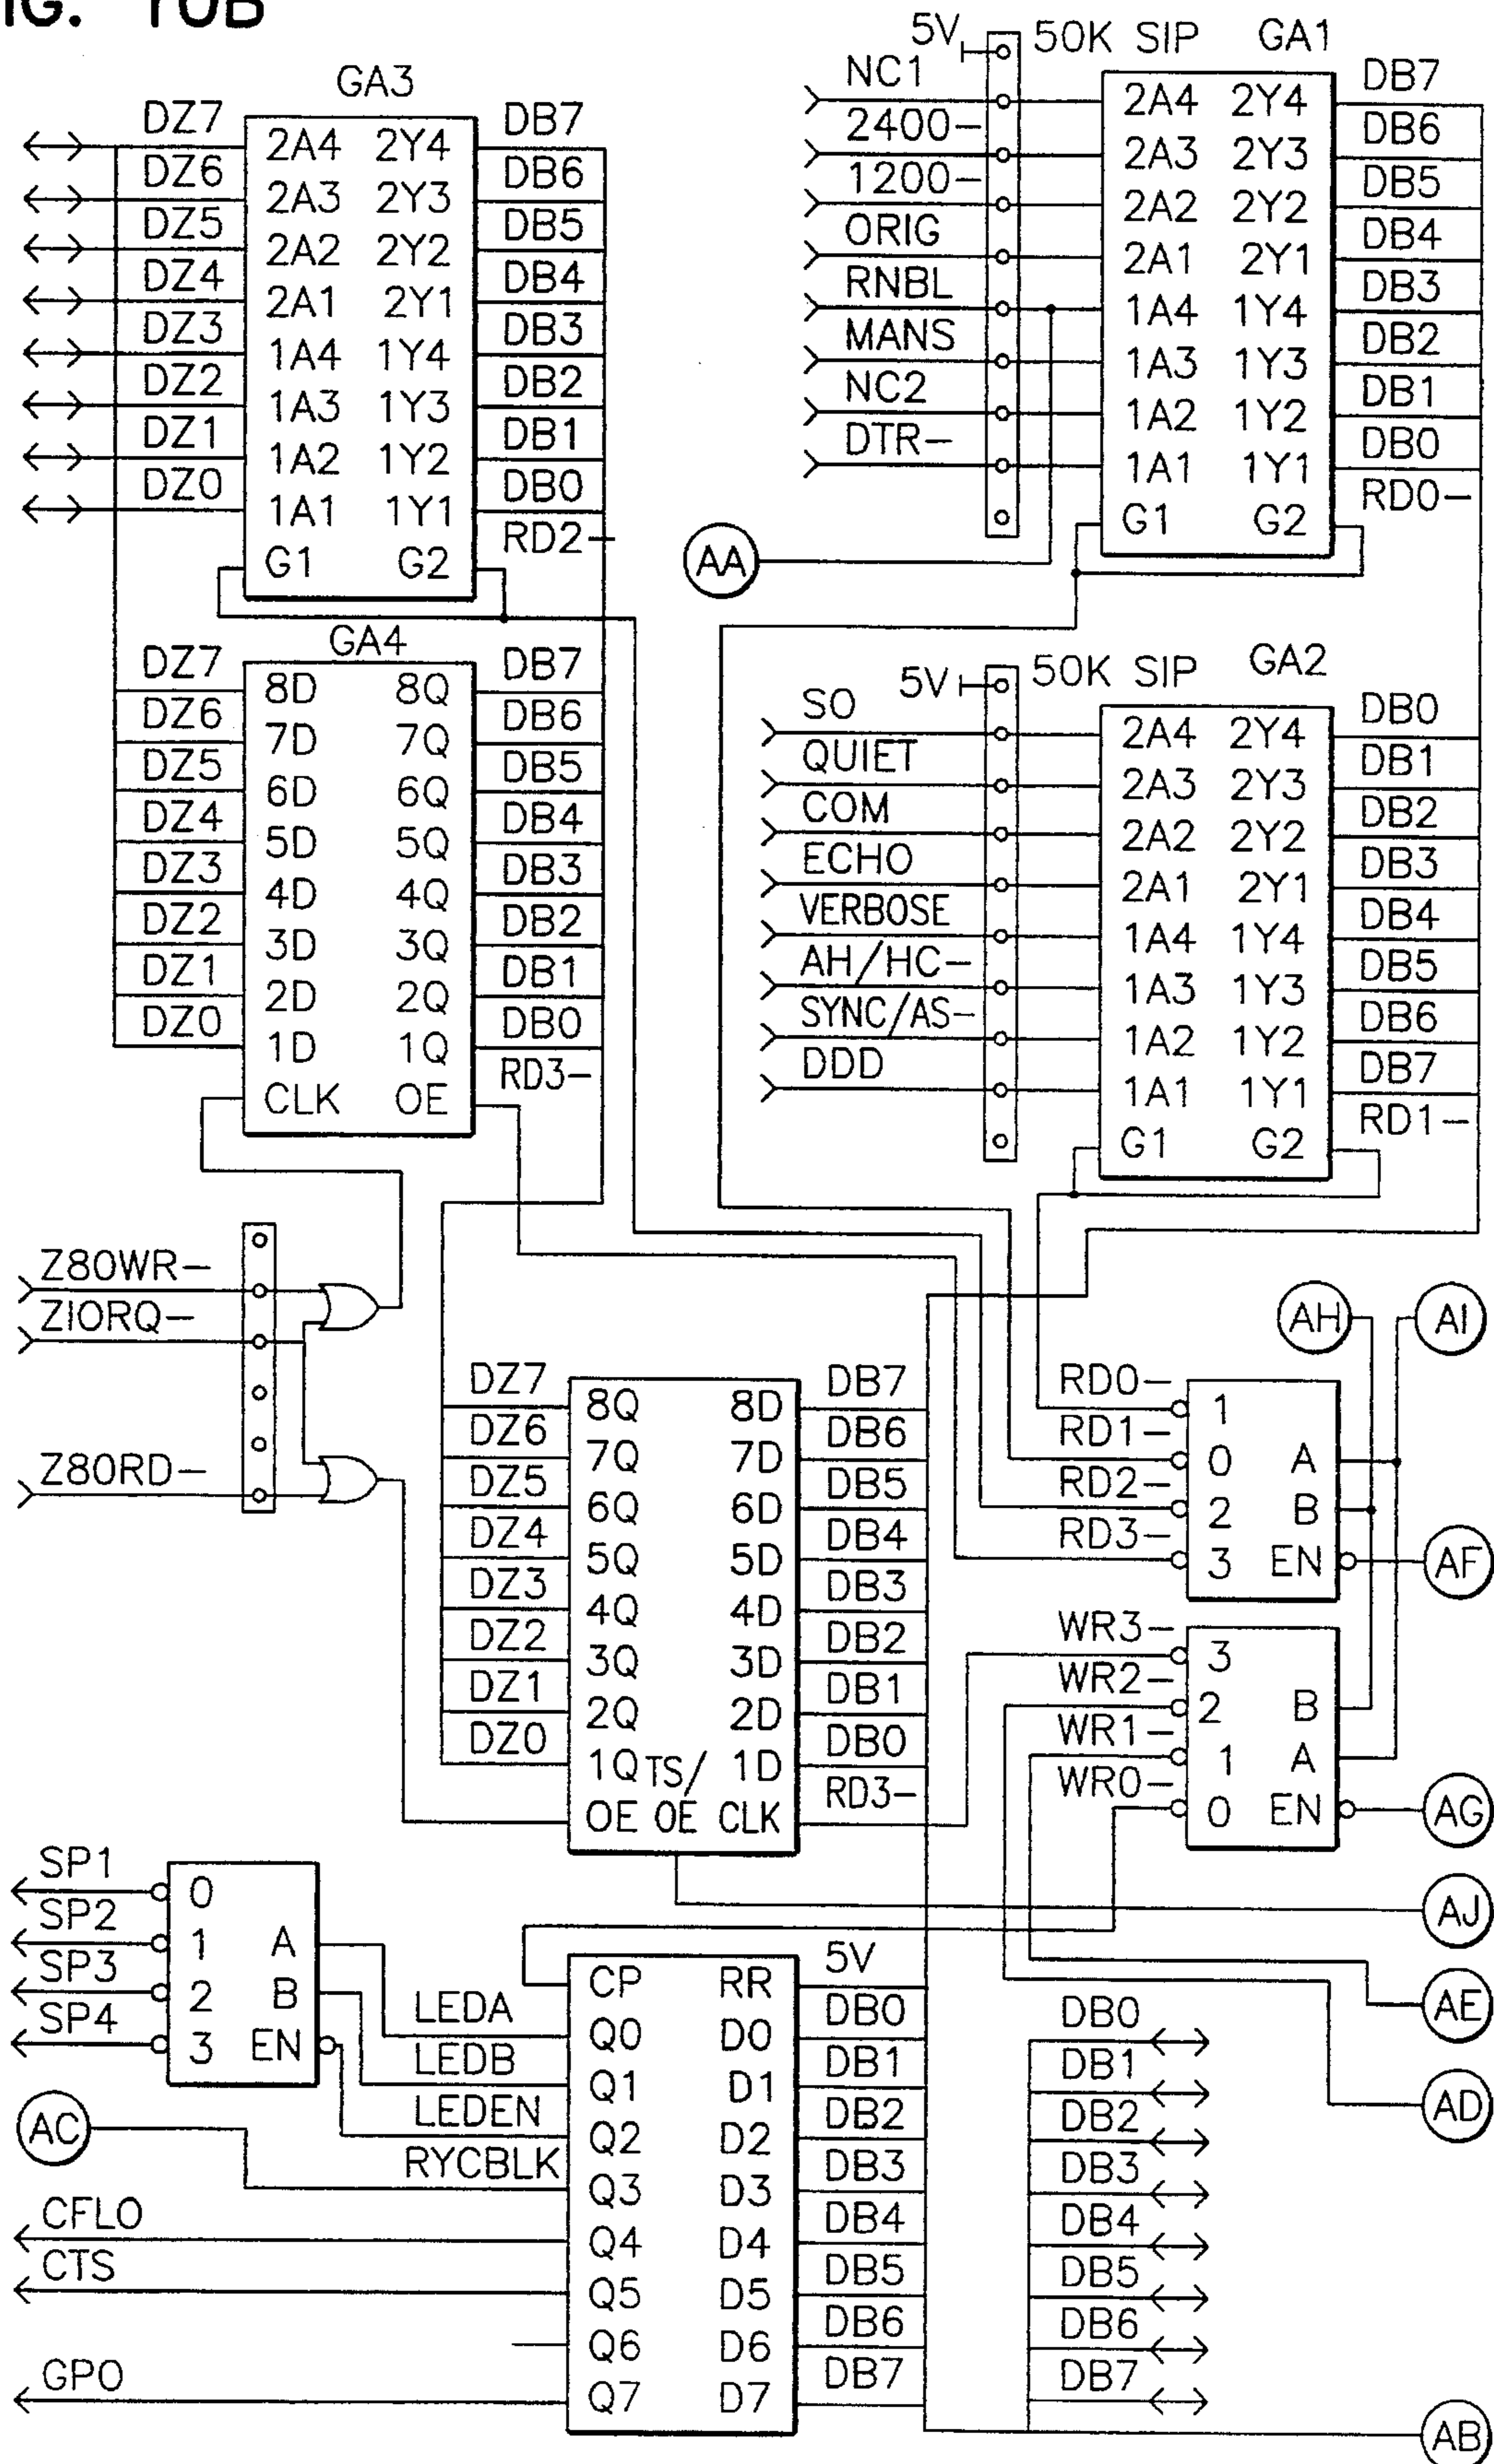 FIG. 10B
GA3
DZ7 2A4 2Y4 DB7
DZ6 2A3 2Y3 DB6
DZ5 2A2 2Y2 DB5
DZ4 2A1 2Y1 DB4
DZ3 1A4 1Y4 DB3
DZ2 1A3 1Y3 DB2
DZ1 1A2 1Y2 DB1
DZ0 1A1 1Y1 DB0
G1 G2 RD2-
5V 50K SIP GA1
NC1 2A4 2Y4 DB7
2400- 2A3 2Y3 DB6
1200- 2A2 2Y2 DB5
ORIG 2A1 2Y1 DB4
RNBL 1A4 1Y4 DB3
MANS 1A3 1Y3 DB2
NC2 1A2 1Y2 DB1
DTR- 1A1 1Y1 DB0
G1 G2 RD0-
AA
GA4
DZ7 8D 8Q DB7
DZ6 7D 7Q DB6
DZ5 6D 6Q DB5
DZ4 5D 5Q DB4
DZ3 4D 4Q DB3
DZ2 3D 3Q DB2
DZ1 2D 2Q DB1
DZ0 1D 1Q DB0
CLK OE RD3-
5V 50K SIP GA2
SO 2A4 2Y4 DB0
QUIET 2A3 2Y3 DB1
COM 2A2 2Y2 DB2
ECHO 2A1 2Y1 DB3
VERBOSE 1A4 1Y4 DB4
AH/HC- 1A3 1Y3 DB5
SYNC/AS- 1A2 1Y2 DB6
DDD 1A1 1Y1 DB7
G1 G2 RD1-
Z80WR-
ZIORQ-
Z80RD-
DZ7 8Q 8D DB7
DZ6 7Q 7D DB6
DZ5 6Q 6D DB5
DZ4 5Q 5D DB4
DZ3 4Q 4D DB3
DZ2 3Q 3D DB2
DZ1 2Q 2D DB1
DZ0 1Q TS/ 1D DB0
OE OE CLK RD3-
AH AI
RD0- 1
RD1- 0 A
RD2- 2 B
RD3- 3 EN AF
WR3- 3
WR2- 2 B
WR1- 1 A
WR0- 0 EN AG
AJ
AE
AD
SP1 0
SP2 1 A
SP3 2 B
SP4 3 EN
AC
CP RR 5V
LEDA Q0 D0 DB0
LEDB Q1 D1 DB1
LEDEN Q2 D2 DB2
RYCBLK Q3 D3 DB3
CFLO Q4 D4 DB4
CTS Q5 D5 DB5
Q6 D6 DB6
GPO Q7 D7 DB7
DB0
DB1
DB2
DB3
DB4
DB5
DB6
DB7
AB